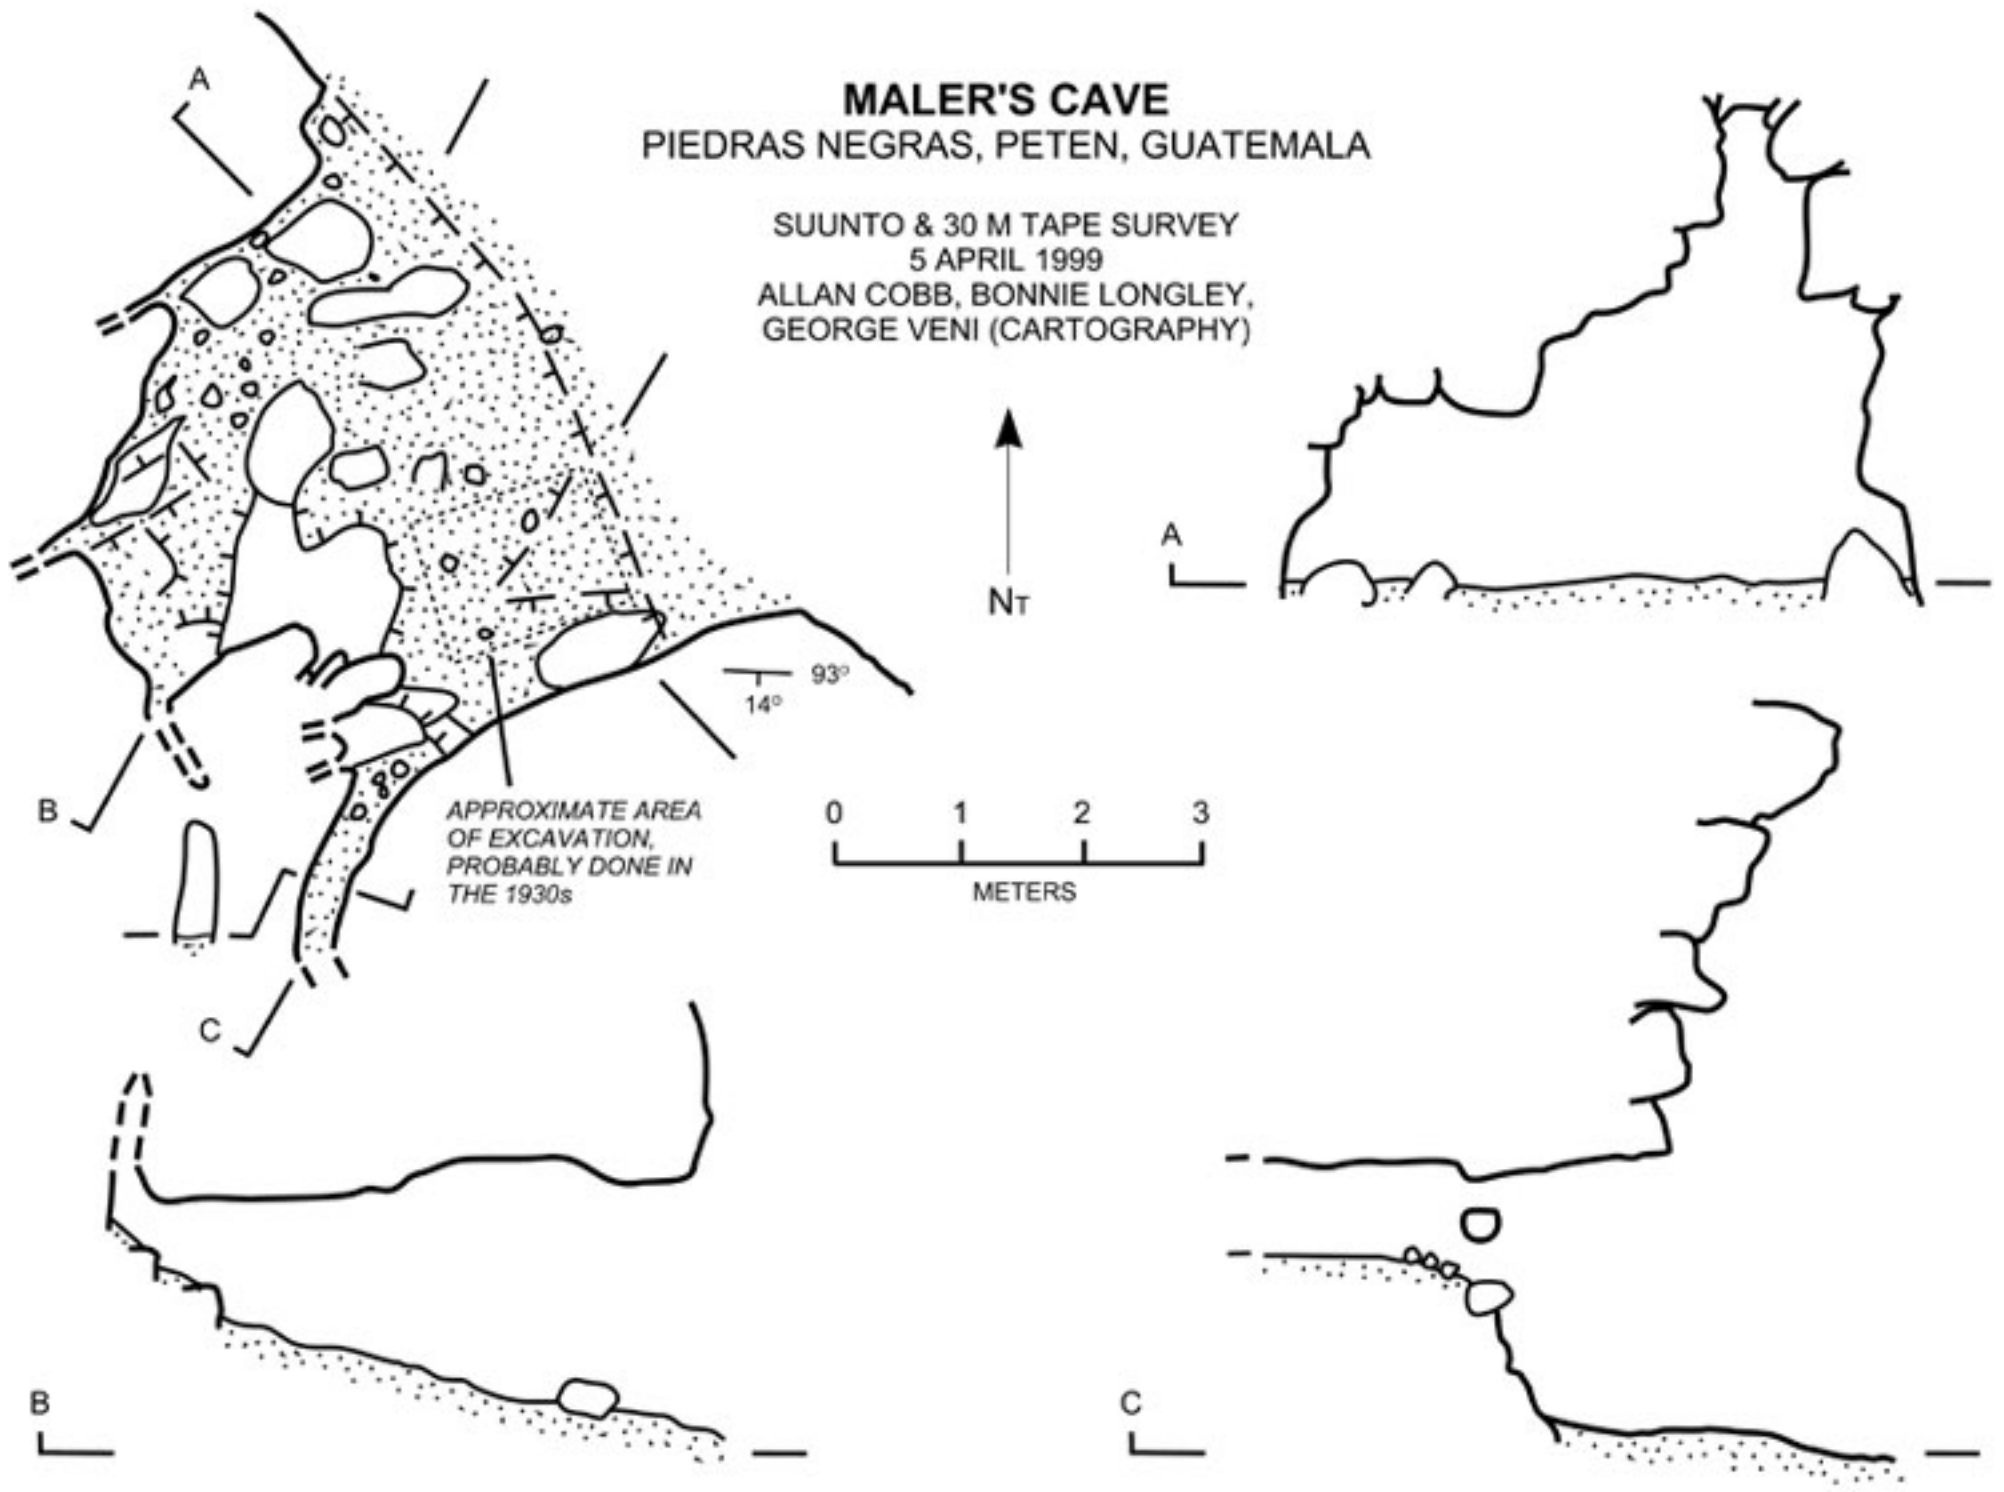 MALER'S CAVE
PIEDRAS NEGRAS, PETEN, GUATEMALA
SUUNTO & 30 M TAPE SURVEY
5 APRIL 1999
ALLAN COBB, BONNIE LONGLEY,
GEORGE VENI (CARTOGRAPHY)
A
A
NT
93°
14°
B
0 1 2 3
METERS
APPROXIMATE AREA
OF EXCAVATION,
PROBABLY DONE IN
THE 1930s
C
B
C